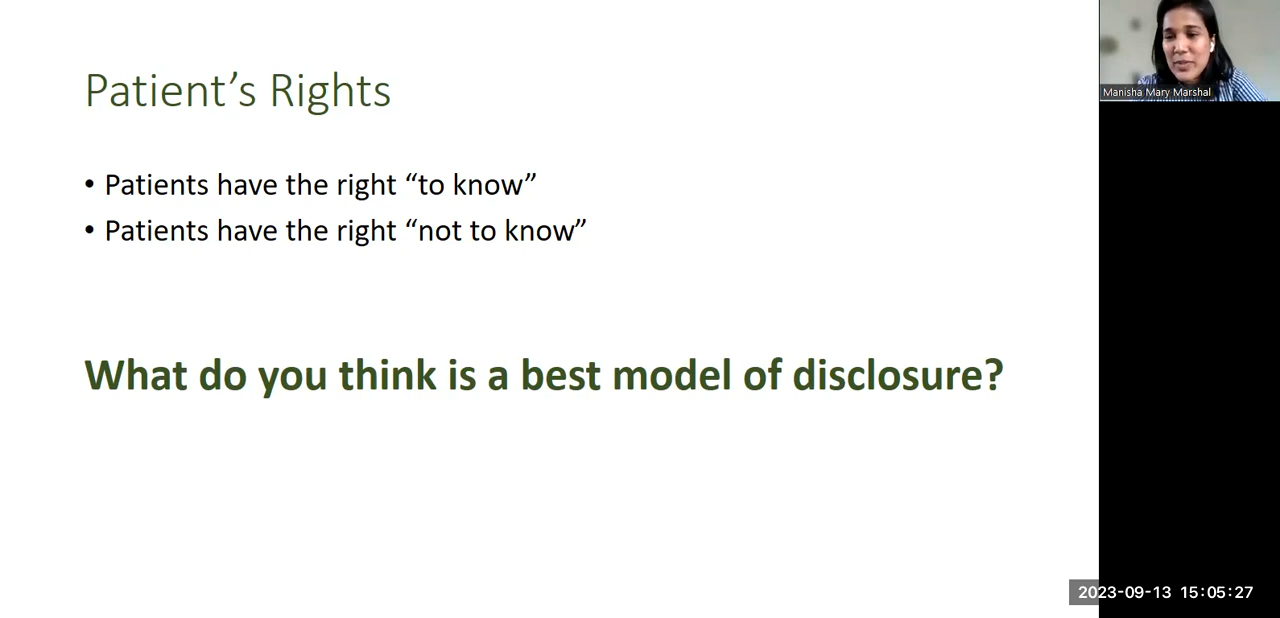 Patient’s Rights
• Patients have the right “to know”
• Patients have the right “not to know”
What do you think is a best model of disclosure?
Manisha Mary Marshal
2023-09-13 15:05:27